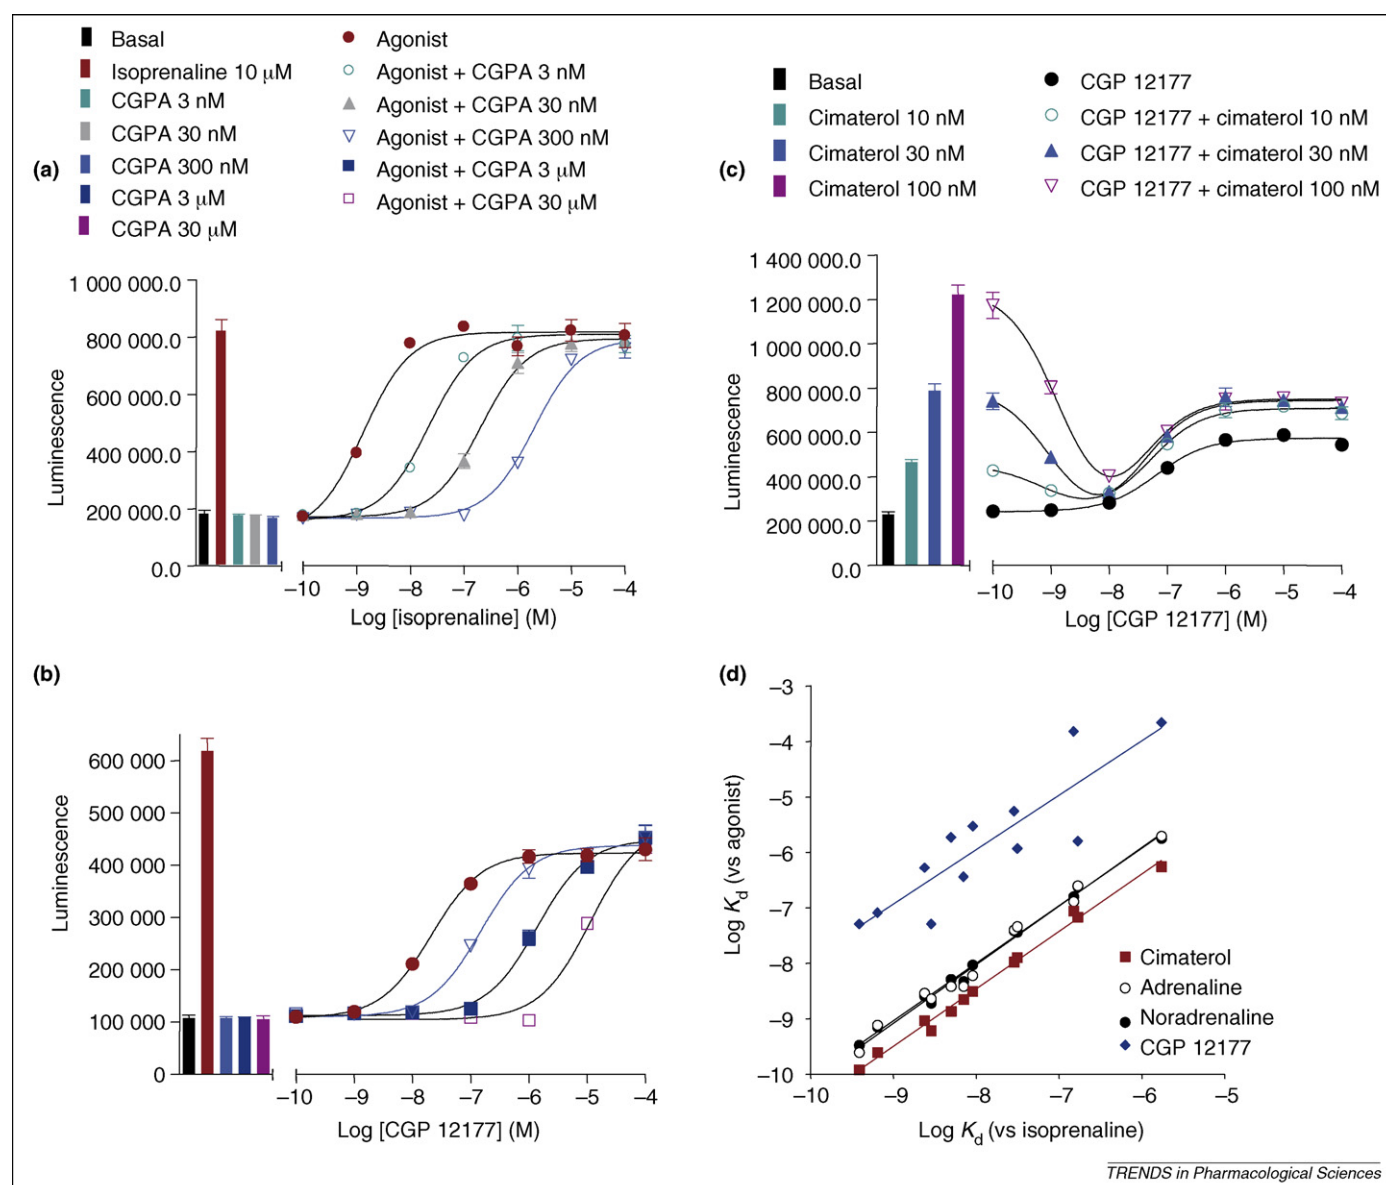 Basal
Isoprenaline 10 μM
CGPA 3 nM
CGPA 30 nM
CGPA 300 nM
CGPA 3 μM
CGPA 30 μM
Agonist
Agonist + CGPA 3 nM
Agonist + CGPA 30 nM
Agonist + CGPA 300 nM
Agonist + CGPA 3 μM
Agonist + CGPA 30 μM
(a)
1 000 000.0
800 000.0
600 000.0
400 000.0
200 000.0
0.0
Luminescence
–10 –9 –8 –7 –6 –5 –4
Log [isoprenaline] (M)
Basal
Cimaterol 10 nM
Cimaterol 30 nM
Cimaterol 100 nM
CGP 12177
CGP 12177 + cimaterol 10 nM
CGP 12177 + cimaterol 30 nM
CGP 12177 + cimaterol 100 nM
(c)
1 400 000.0
1 200 000.0
1 000 000.0
800 000.0
600 000.0
400 000.0
200 000.0
0.0
Luminescence
–10 –9 –8 –7 –6 –5 –4
Log [CGP 12177] (M)
(b)
600 000
500 000
400 000
300 000
200 000
100 000
0
Luminescence
–10 –9 –8 –7 –6 –5 –4
Log [CGP 12177] (M)
(d)
–3
–4
–5
–6
–7
–8
–9
–10
Log Kd (vs agonist)
Cimaterol
Adrenaline
Noradrenaline
CGP 12177
–10 –9 –8 –7 –6 –5
Log Kd (vs isoprenaline)
TRENDS in Pharmacological Sciences